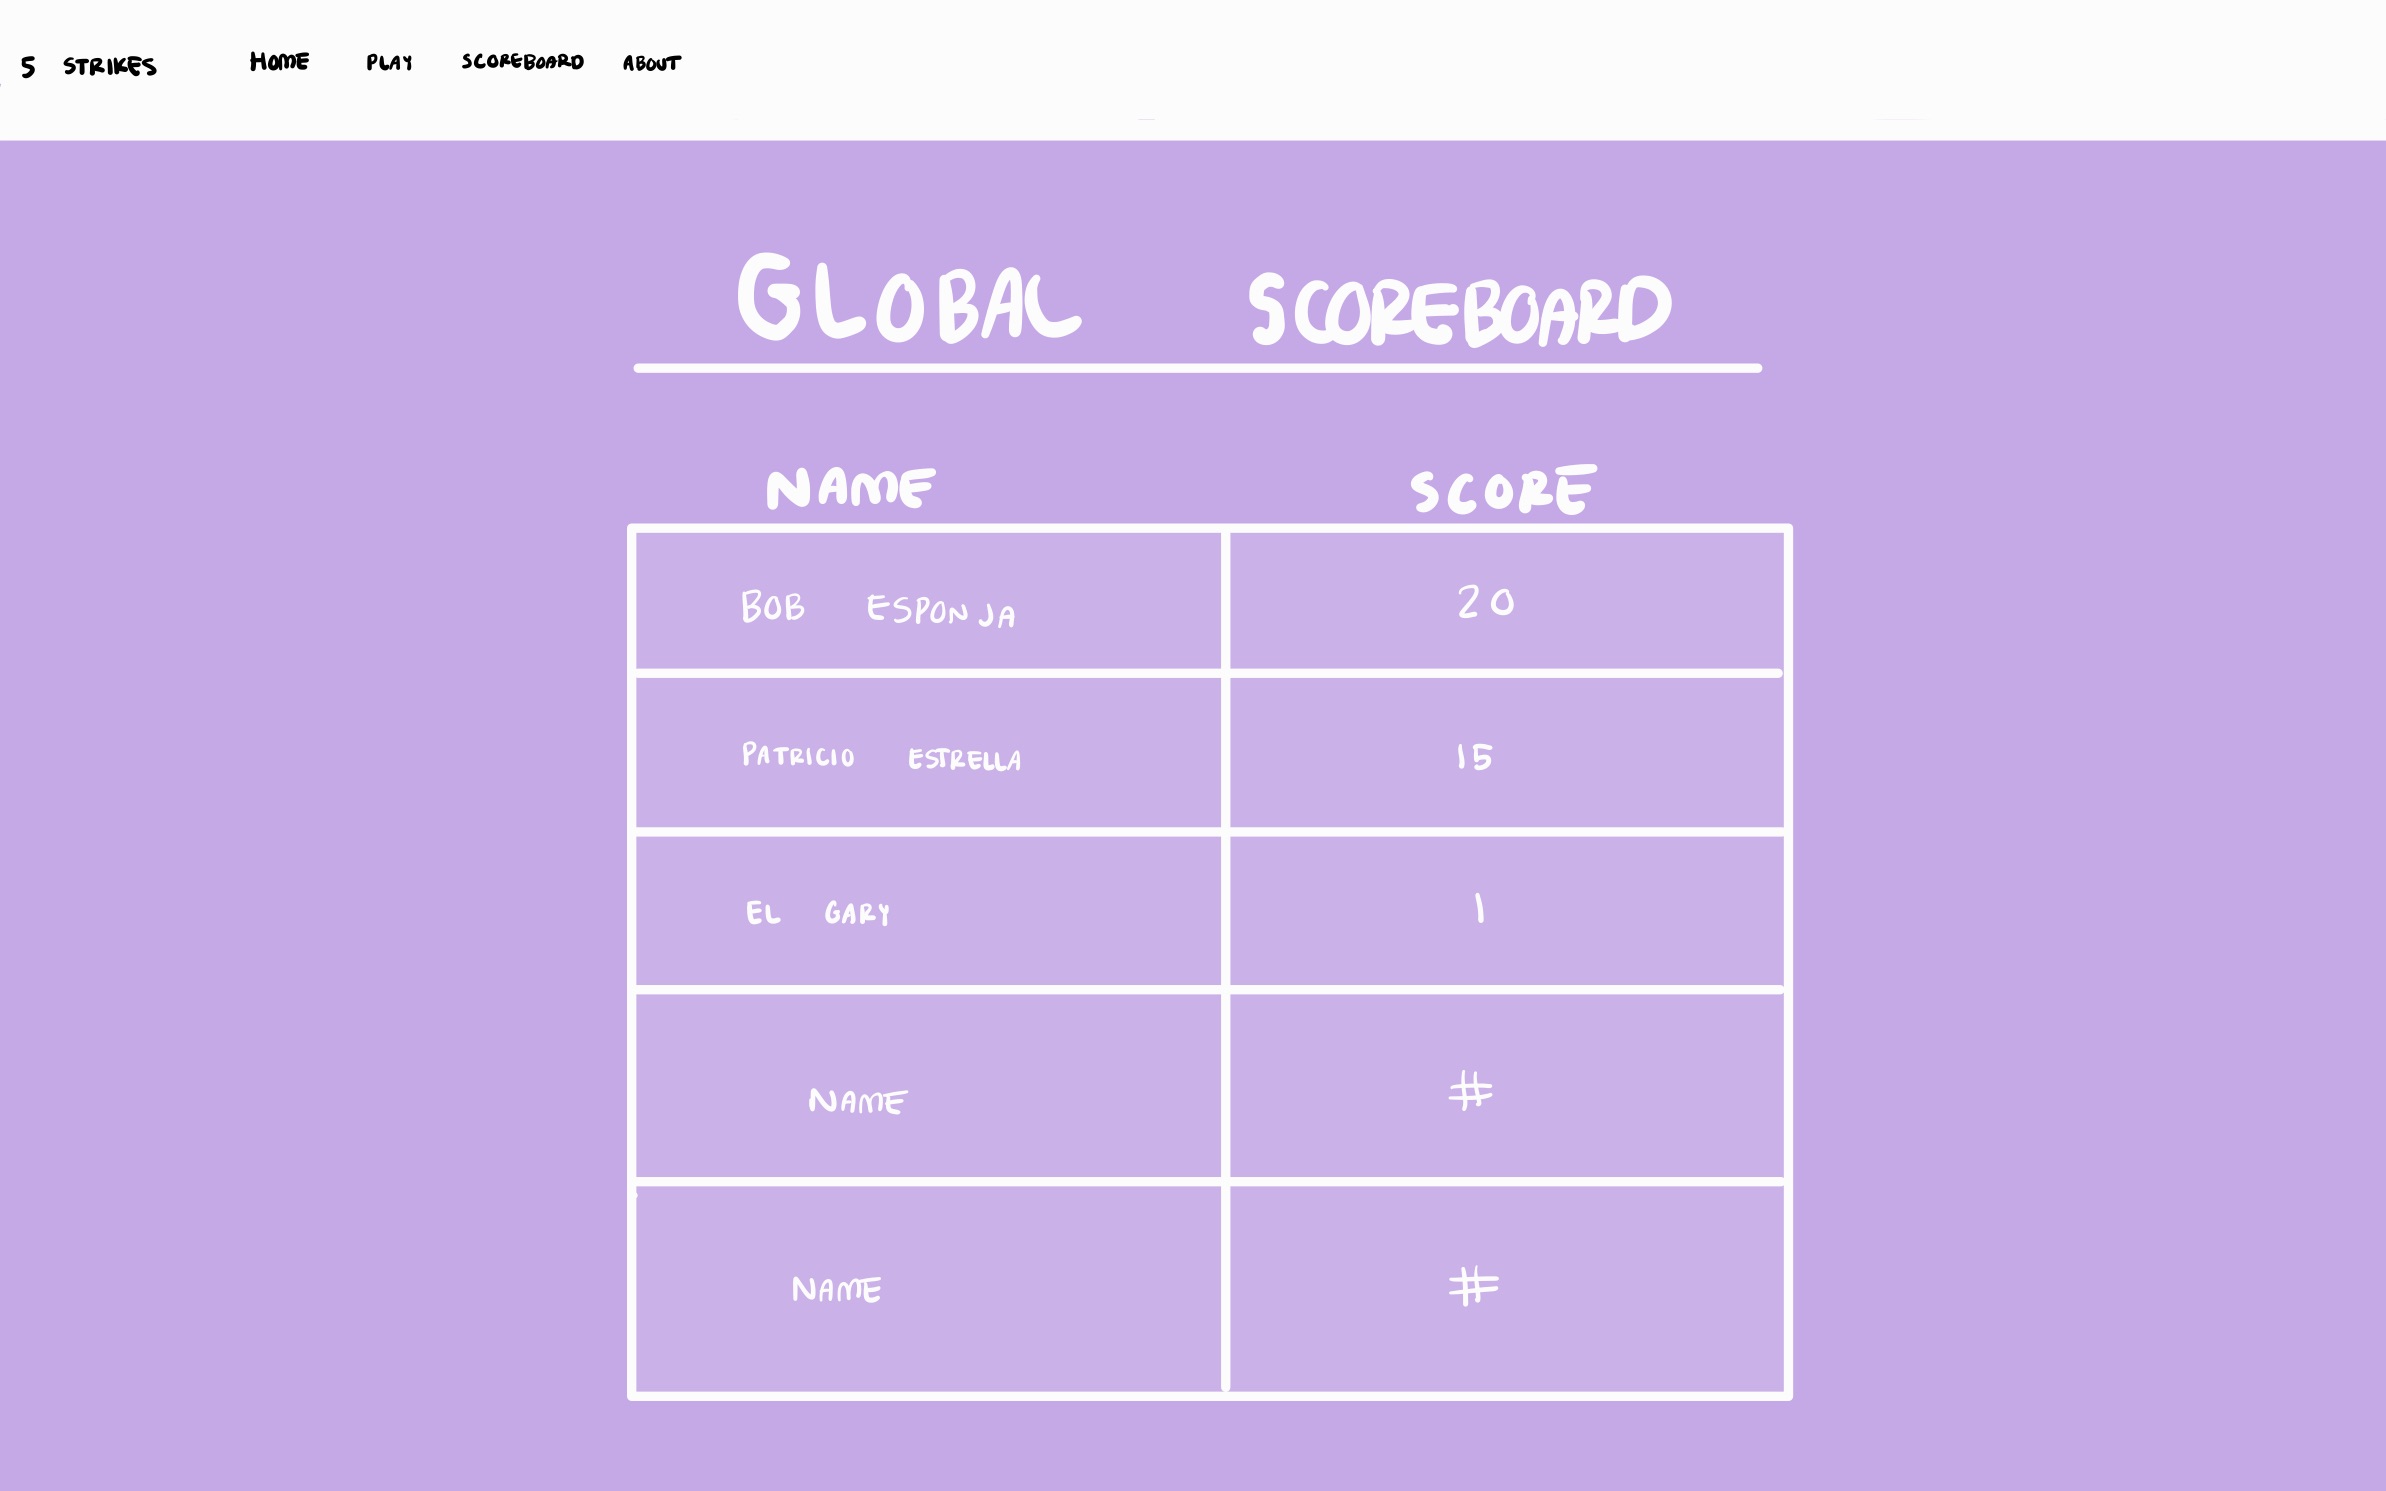 5 STRIKES HOME PLAY SCOREBOARD ABOUT
GLOBAL SCOREBOARD
NAME SCORE
BOB ESPONJA 20
PATRICIO ESTRELLA 15
EL GARY 1
NAME #
NAME #